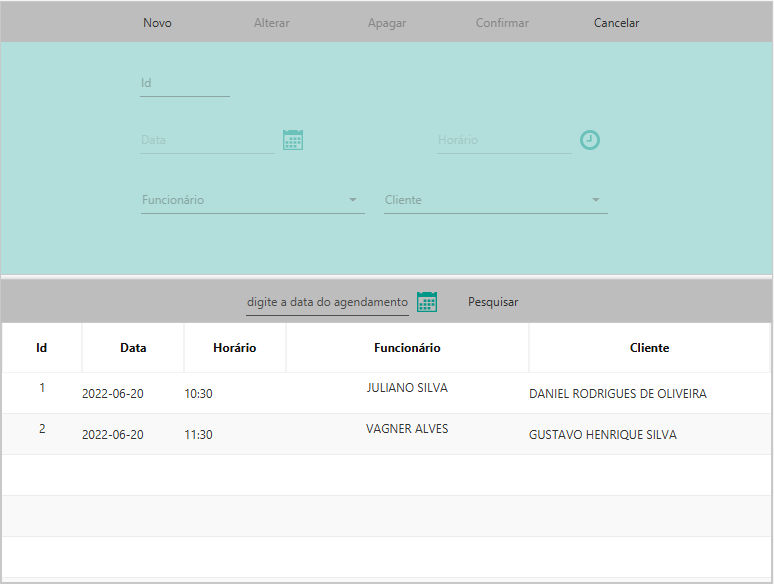 Novo Alterar Apagar Confirmar Cancelar
Id
Data Horário
Funcionário Cliente
digite a data do agendamento Pesquisar
Id Data Horário Funcionário Cliente
1 2022-06-20 10:30 JULIANO SILVA DANIEL RODRIGUES DE OLIVEIRA
2 2022-06-20 11:30 VAGNER ALVES GUSTAVO HENRIQUE SILVA